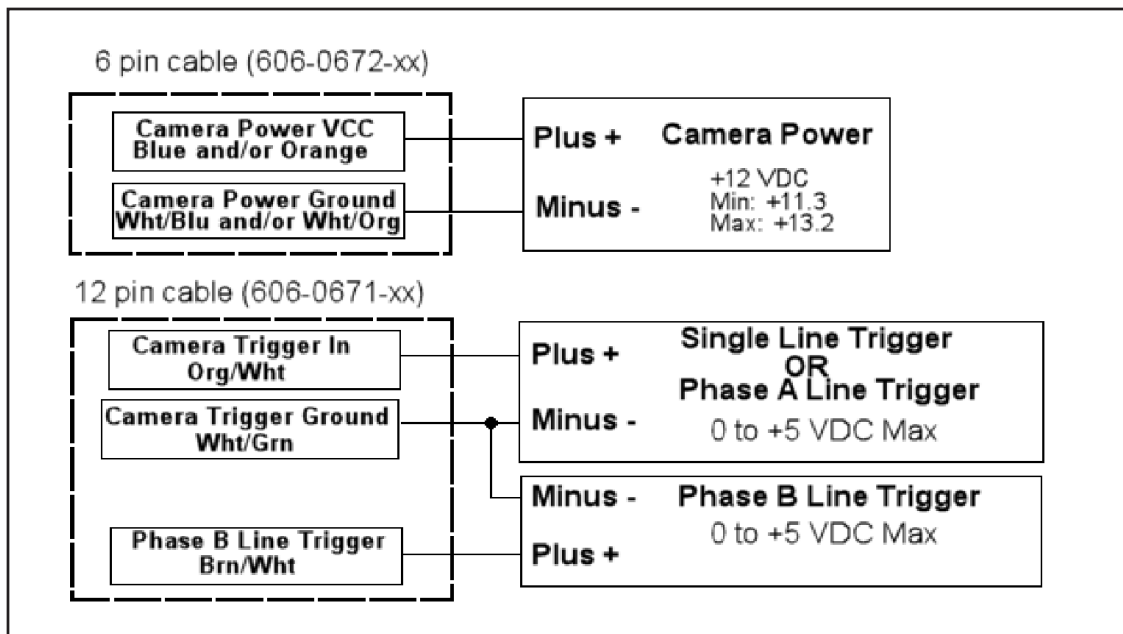 6 pin cable (606-0672-xx)
Camera Power VCC
Blue and/or Orange
Camera Power Ground
Wht/Blu and/or Wht/Org
Plus + Camera Power
+12 VDC
Min: +11.3
Minus -
Max: +13.2
12 pin cable (606-0671-xx)
Camera Trigger In
Org/Wht
Camera Trigger Ground
Wht/Grn
Phase B Line Trigger
Brn/Wht
Single Line Trigger
Plus +
OR
Phase A Line Trigger
Minus - 0 to +5 VDC Max
Minus - Phase B Line Trigger
0 to +5 VDC Max
Plus +